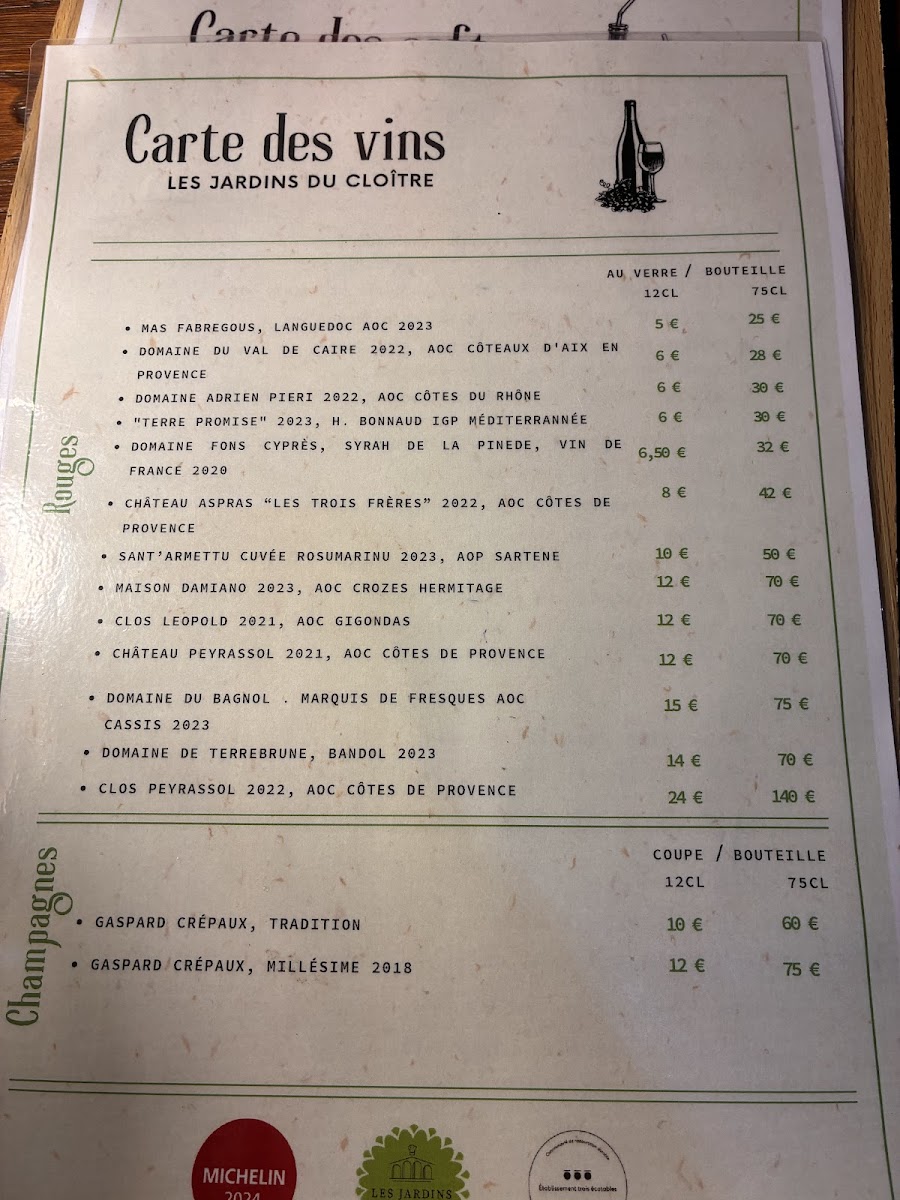 Carte des
Carte des vins
LES JARDINS DU CLOÎTRE
AU VERRE / BOUTEILLE
12CL 75CL
• MAS FABREGOUS, LANGUEDOC AOC 2023 5 € 25 €
• DOMAINE DU VAL DE CAIRE 2022, AOC CÔTEAUX D'AIX EN 6 € 28 €
PROVENCE
• DOMAINE ADRIEN PIERI 2022, AOC CÔTES DU RHÔNE 6 € 30 €
• "TERRE PROMISE" 2023, H. BONNAUD IGP MÉDITERRANNÉE 6 € 30 €
• DOMAINE FONS CYPRÈS, SYRAH DE LA PINEDE, VIN DE 6,50 € 32 €
FRANCE 2020
Rouges
• CHÂTEAU ASPRAS “LES TROIS FRÈRES” 2022, AOC CÔTES DE 8 € 42 €
PROVENCE
• SANT’ARMETTU CUVÉE ROSUMARINU 2023, AOP SARTENE 10 € 50 €
• MAISON DAMIANO 2023, AOC CROZES HERMITAGE 12 € 70 €
• CLOS LEOPOLD 2021, AOC GIGONDAS 12 € 70 €
• CHÂTEAU PEYRASSOL 2021, AOC CÔTES DE PROVENCE 12 € 70 €
• DOMAINE DU BAGNOL . MARQUIS DE FRESQUES AOC 15 € 75 €
CASSIS 2023
• DOMAINE DE TERREBRUNE, BANDOL 2023 14 € 70 €
• CLOS PEYRASSOL 2022, AOC CÔTES DE PROVENCE 24 € 140 €
Champagnes
COUPE / BOUTEILLE
12CL 75CL
• GASPARD CRÉPAUX, TRADITION 10 € 60 €
• GASPARD CRÉPAUX, MILLÉSIME 2018 12 € 75 €
MICHELIN
2024
LES JARDINS
Établissement trois écotables